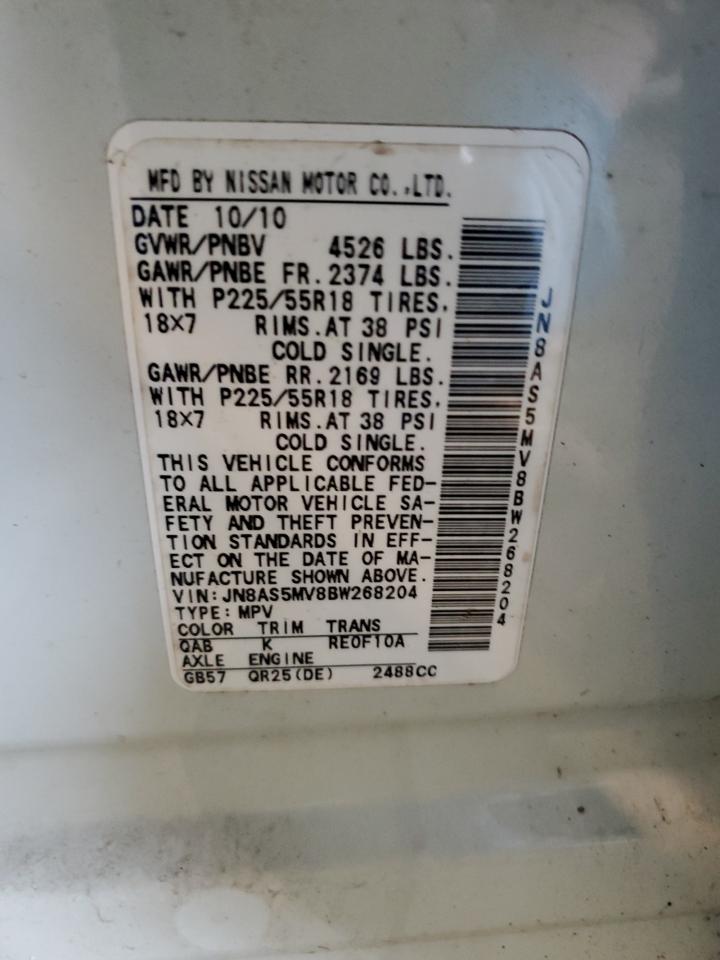 MFD BY NISSAN MOTOR CO.,LTD.
DATE 10/10
GVWR/PNBV 4526 LBS.
GAWR/PNBE FR. 2374 LBS.
WITH P225/55R18 TIRES.
18X7 RIMS.AT 38 PSI
COLD SINGLE.
GAWR/PNBE RR. 2169 LBS.
WITH P225/55R18 TIRES.
18X7 RIMS.AT 38 PSI
COLD SINGLE.
THIS VEHICLE CONFORMS
TO ALL APPLICABLE FED-
ERAL MOTOR VEHICLE SA-
FETY AND THEFT PREVEN-
TION STANDARDS IN EFF-
ECT ON THE DATE OF MA-
NUFACTURE SHOWN ABOVE.
VIN:JN8AS5MV8BW268204
TYPE:MPV
COLOR TRIM TRANS
QAB K RE0F10A
AXLE ENGINE
GB57 QR25(DE) 2488CC
JN8AS5MV8BW268204